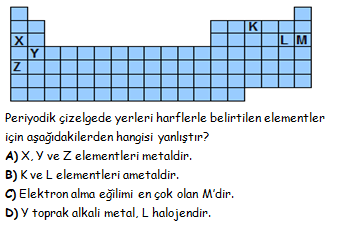 K
X L M
Y
Z
Periyodik çizelgede yerleri harflerle belirtilen elementler
için aşağıdakilerden hangisi yanlıştır?
A) X, Y ve Z elementleri metaldir.
B) K ve L elementleri ametaldir.
C) Elektron alma eğilimi en çok olan M'dir.
D) Y toprak alkali metal, L halojendir.